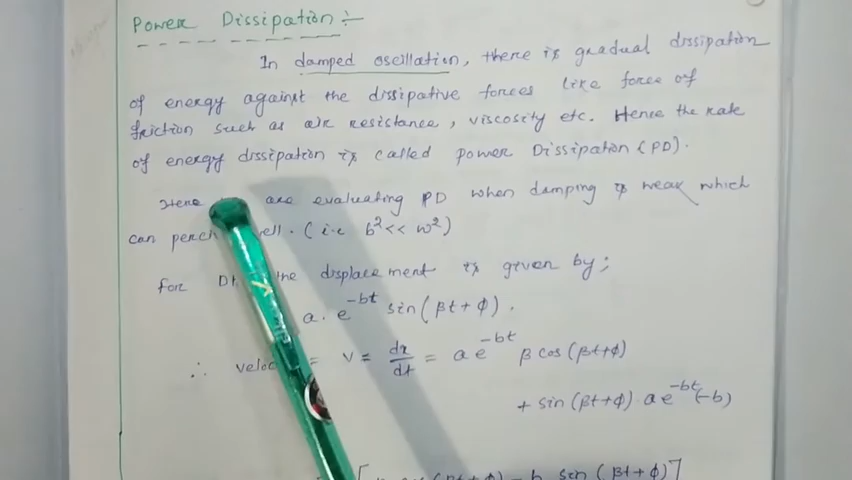 Power Dissipation :-
In damped oscillation, there is gradual dissipation
of energy against the dissipative forces like force of
friction such as air resistance, viscosity etc. Hence the rate
of energy dissipation is called power Dissipation (PD).
Here are evaluating PD when damping is weak which
can ell. (i.e b²<< ω²)
for the displacement is given by;
a. e^{-bt} sin(βt+φ).
∴ = v = dx/dt = a e^{-bt} β cos(βt+φ)
+ sin(βt+φ). a e^{-bt}(-b)
sin(βt+φ)]